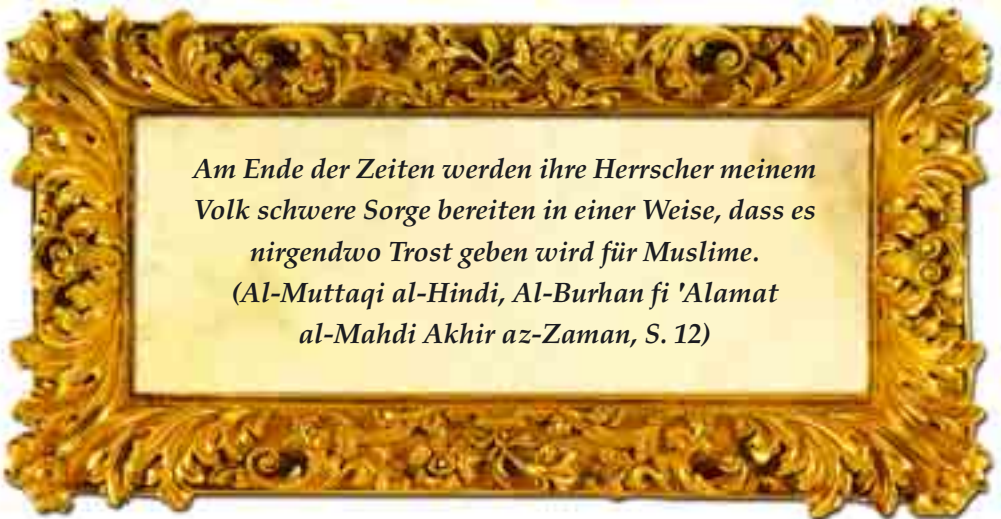 Am Ende der Zeiten werden ihre Herrscher meinem
Volk schwere Sorge bereiten in einer Weise, dass es
nirgendwo Trost geben wird für Muslime.
(Al-Muttaqi al-Hindi, Al-Burhan fi 'Alamat
al-Mahdi Akhir az-Zaman, S. 12)